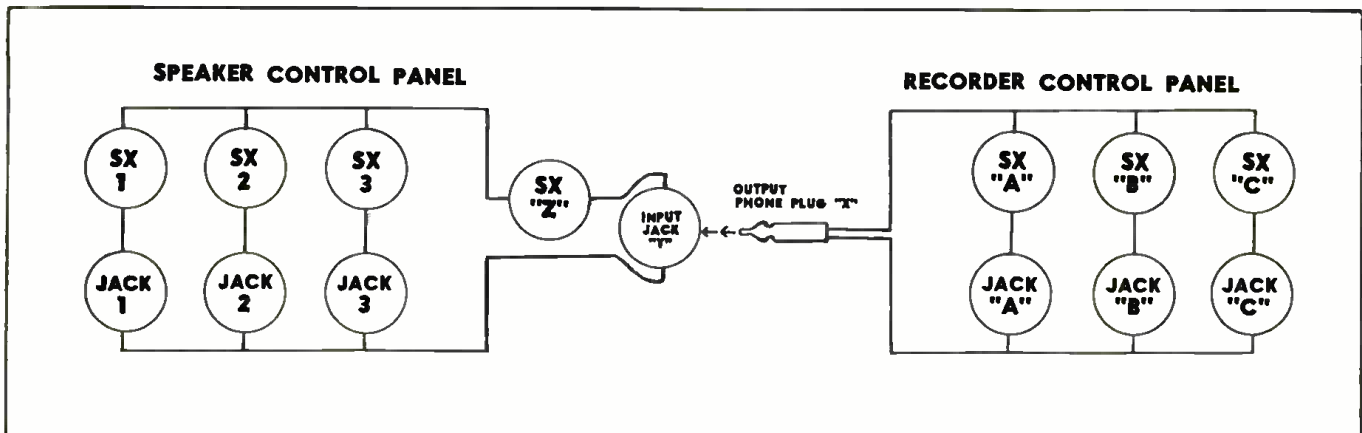 SPEAKER CONTROL PANEL
RECORDER CONTROL PANEL
SX
1
SX
2
SX
3
SX
"Z"
INPUT
JACK
"Y"
OUTPUT
PHONE PLUG "X"
SX
"A"
SX
"B"
SX
"C"
JACK
1
JACK
2
JACK
3
JACK
"A"
JACK
"B"
JACK
"C"